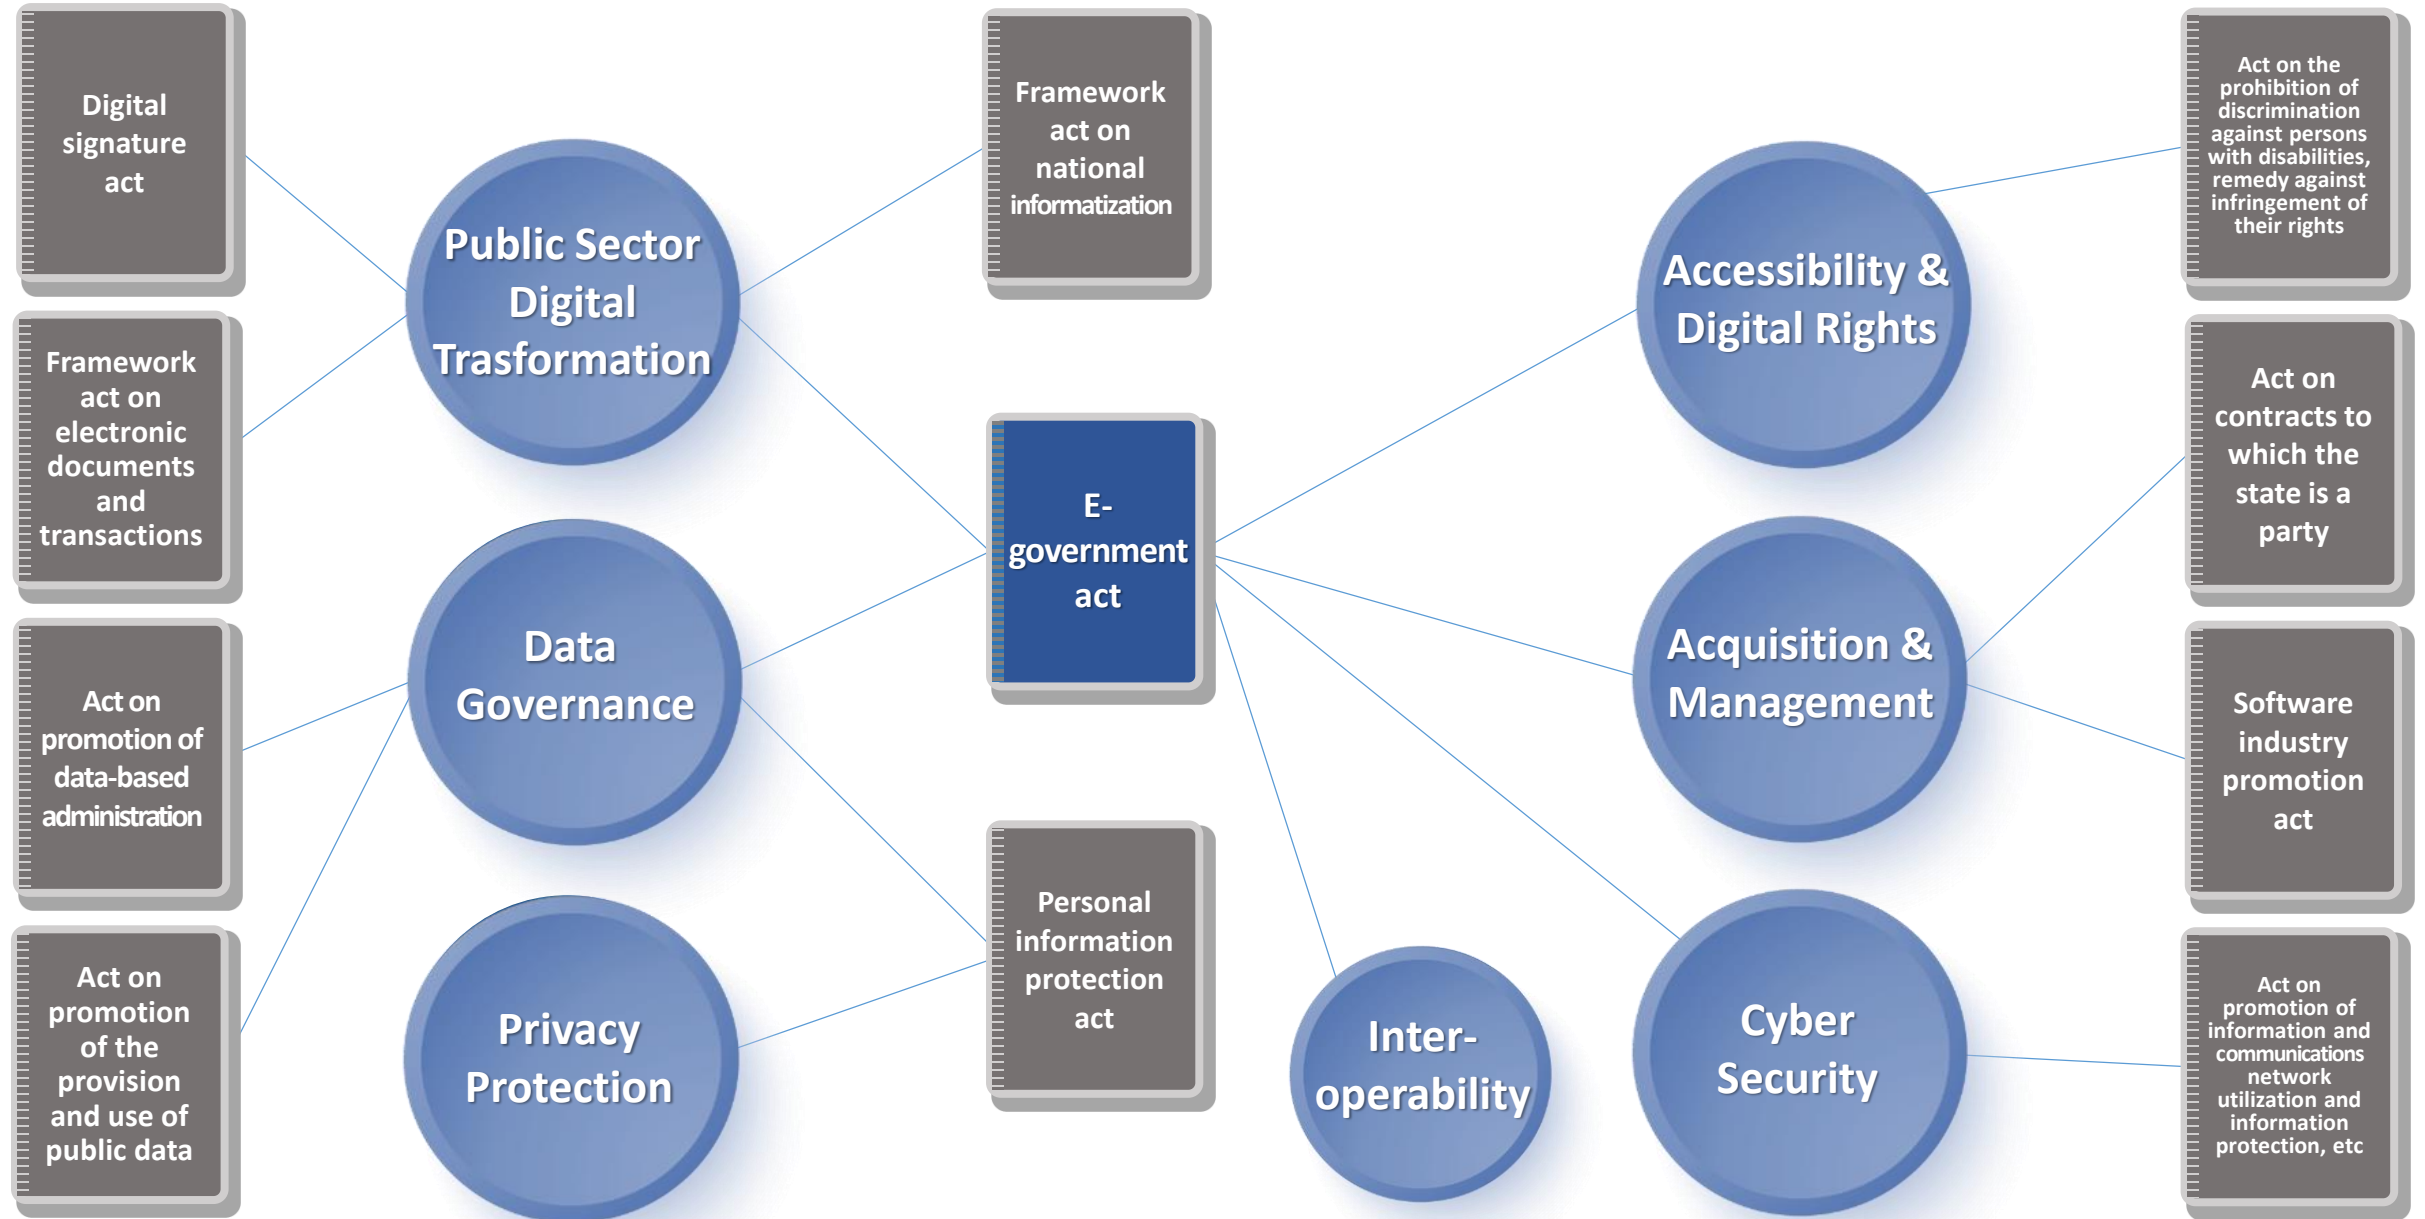 Digital
signature
act
Framework
act on
electronic
documents
and
transactions
Act on
promotion of
data-based
administration
Act on
promotion
of the
provision
and use of
public data
Public Sector
Digital
Trasformation
Data
Governance
Privacy
Protection
Framework
act on
national
informatization
E-
government
act
Personal
information
protection
act
Inter-
operability
Accessibility &
Digital Rights
Acquisition &
Management
Cyber
Security
Act on the
prohibition of
discrimination
against persons
with disabilities,
remedy against
infringement of
their rights
Act on
contracts to
which the
state is a
party
Software
industry
promotion
act
Act on
promotion of
information and
communications
network
utilization and
information
protection, etc